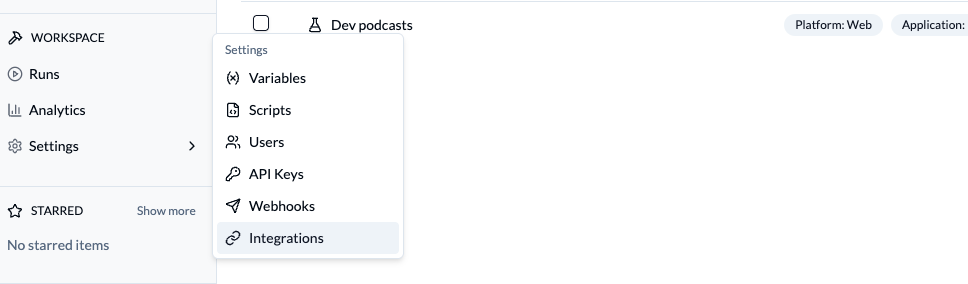 Dev podcasts
Platform: Web
Application:
WORKSPACE
Runs
Analytics
Settings
Settings
Variables
Scripts
Users
API Keys
Webhooks
Integrations
STARRED
Show more
No starred items